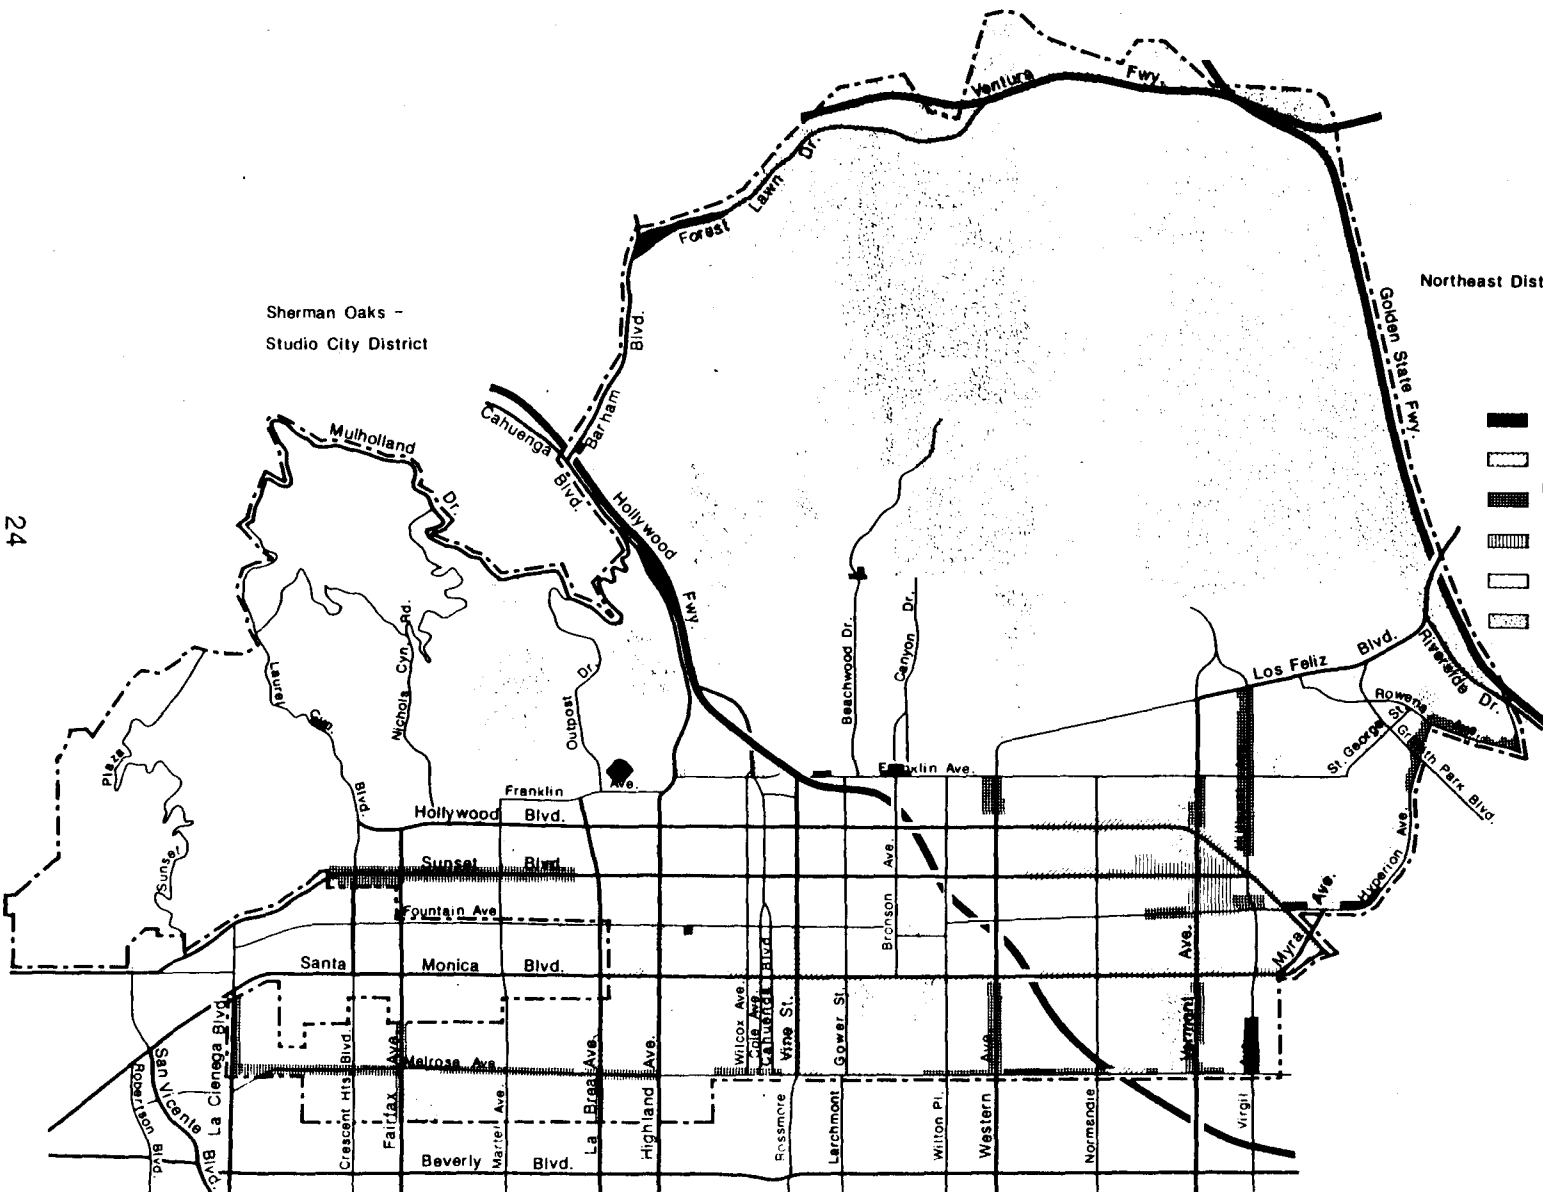 Ventura Fwy.
Forest Lawn Dr.
Northeast Dist
Golden State Fwy.
Sherman Oaks -
Studio City District
Barham Blvd.
Cahuenga Blvd.
Mulholland Dr.
Hollywood Fwy.
24
Laurel Cyn. Blvd.
Nichols Cyn. Rd.
Outpost Dr.
Beachwood Dr.
Canyon Dr.
Los Feliz Blvd.
Riverside Dr.
Rowena Ave.
St. George St.
Griffith Park Blvd.
Hyperion Ave.
Plaza
Sunset
Franklin Ave.
Franklin Ave.
Hollywood Blvd.
Sunset Blvd.
Fountain Ave
Santa Monica Blvd.
Melrose Ave
Beverly Blvd.
Myra Ave.
San Vicente Blvd.
Robertson Blvd.
La Cienega Blvd.
Crescent Hts. Blvd.
Fairfax Ave.
Martel Ave.
La Brea Ave.
Highland Ave.
Wilcox Ave.
Cole Ave.
Cahuenga Blvd.
Vine St.
Rossmore
Gower St.
Larchmont
Bronson Ave.
Wilton Pl.
Western Ave.
Normandie
Vermont Ave.
Virgil